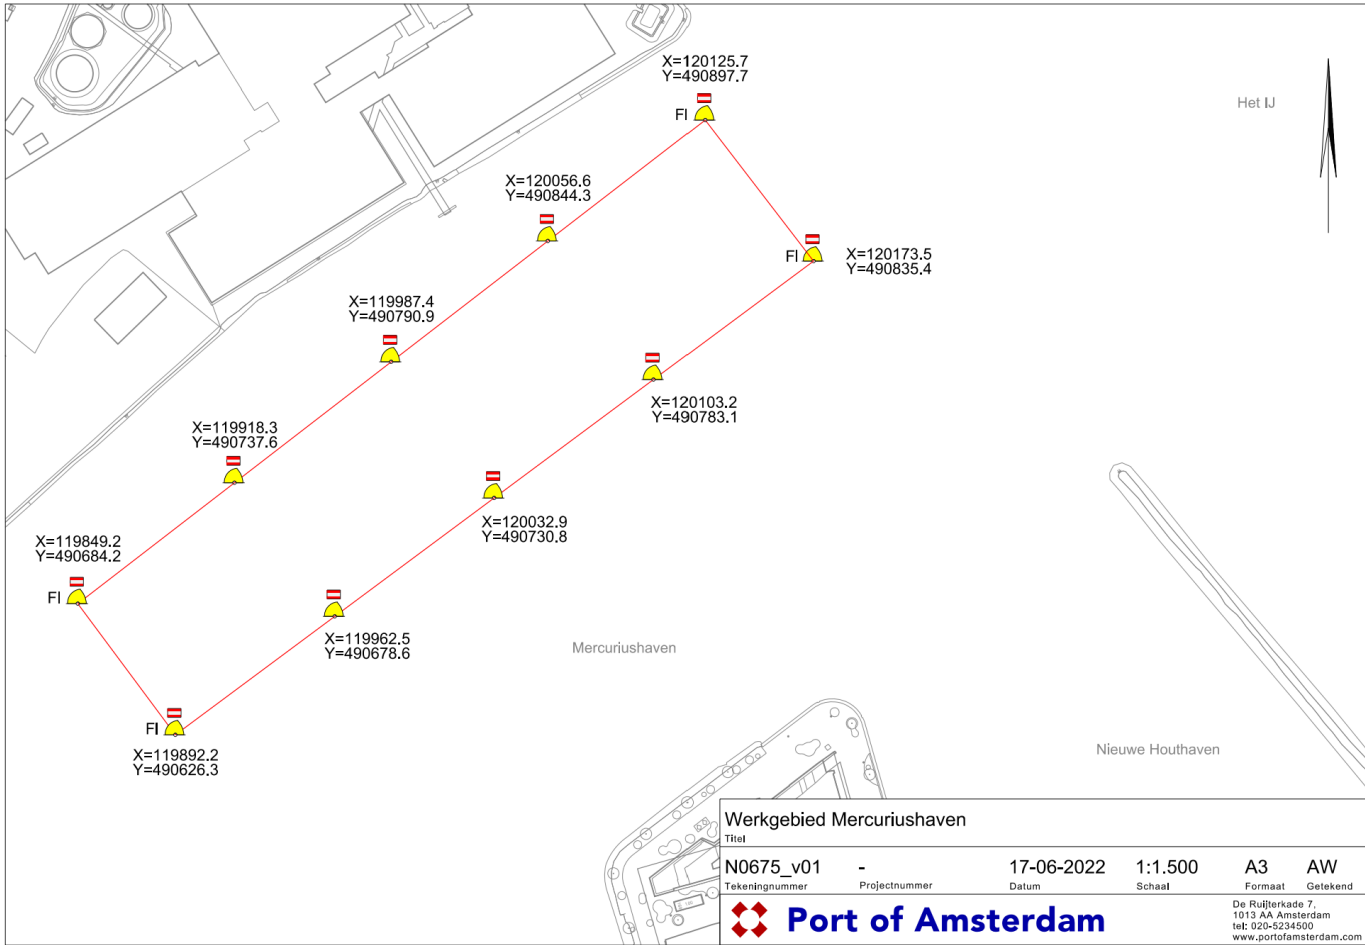 X=120125.7
Y=490897.7
Fl
Het IJ
X=120056.6
Y=490844.3
Fl
X=120173.5
Y=490835.4
X=119987.4
Y=490790.9
X=120103.2
Y=490783.1
X=119918.3
Y=490737.6
X=120032.9
Y=490730.8
X=119849.2
Y=490684.2
Fl
X=119962.5
Y=490678.6
Mercuriushaven
Fl
X=119892.2
Y=490626.3
Nieuwe Houthaven
Werkgebied Mercuriushaven
Titel
N0675_v01 - 17-06-2022 1:1.500 A3 AW
Tekeningnummer Projectnummer Datum Schaal Formaat Getekend
Port of Amsterdam
De Ruijterkade 7,
1013 AA Amsterdam
tel: 020-5234500
www.portofamsterdam.com